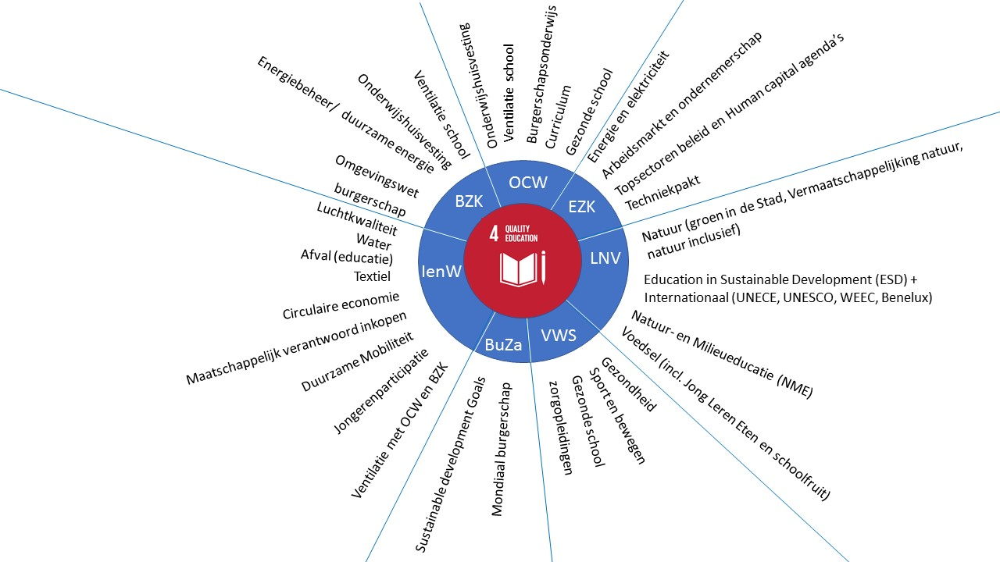 4 QUALITY
EDUCATION
OCW
Onderwijshuisvesting
Ventilatie school
Burgerschapsonderwijs
Curriculum
Gezonde school
EZK
Energie en elektriciteit
Arbeidsmarkt en ondernemerschap
Topsectoren beleid en Human capital agenda's
Techniekpakt
LNV
Natuur (groen in de Stad, Vermaatschappelijking natuur,
natuur inclusief)
Education in Sustainable Development (ESD) +
Internationaal (UNECE, UNESCO, WEEC, Benelux)
Natuur- en Milieueducatie (NME)
Voedsel (incl. Jong Leren Eten en schoolfruit)
VWS
Gezondheid
Sport en bewegen
Gezonde school
zorgopleidingen
BuZa
Mondiaal burgerschap
Sustainable development Goals
IenW
Luchtkwaliteit
Water
Afval (educatie)
Textiel
Circulaire economie
Maatschappelijk verantwoord inkopen
Duurzame Mobiliteit
Jongerenparticipatie
Ventilatie met OCW en BZK
BZK
burgerschap
Omgevingswet
Energiebeheer/ duurzame energie
Onderwijshuisvesting
Ventilatie school